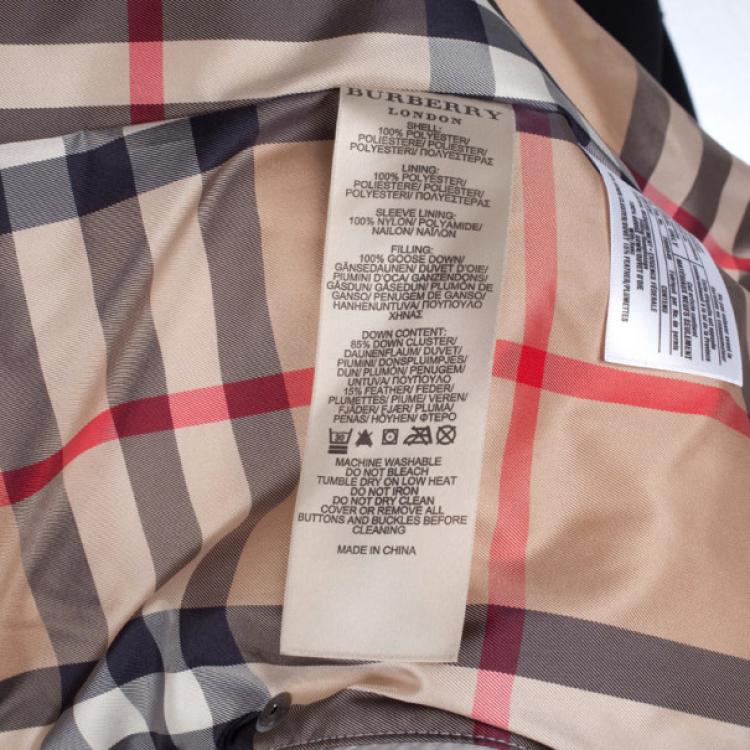 BURBERRY
LONDON
SHELL:
100% POLYESTER/
POLIESTERE/ POLIESTER/
POLYESTERI/ ΠΟΛΥΕΣΤΕΡΑΣ
LINING:
100% POLYESTER/
POLIESTERE/ POLIESTER/
POLYESTERI/ ΠΟΛΥΕΣΤΕΡΑΣ
SLEEVE LINING:
100% NYLON/ POLYAMIDE/
NAILON/ ΝΑΪΛΟΝ
FILLING:
100% GOOSE DOWN/
GÄNSEDAUNEN/ DUVET D'OIE/
PIUMINI D'OCA/ GANZENDONS/
GÅSDUN/ GÅSEDUN/ PLUMÓN DE
GANSO/ PENUGEM DE GANSO/
HANHENUNTUVA/ ΠΟΥΠΟΥΛΟ
ΧΗΝΑΣ
DOWN CONTENT:
85% DOWN CLUSTER/
DAUNENFLAUM/ DUVET/
PIUMINI/ DONSPLUIMPJES/
DUN/ PLUMÓN/ PENUGEM/
UNTUVA/ ΠΟΥΠΟΥΛΟ
15% FEATHER/ FEDER/
PLUMETTES/ PIUME/ VEREN/
FJÄDER/ FJÆR/ PLUMA/
PENAS/ HÖYHEN/ ΦΤΕΡΟ
30
MACHINE WASHABLE
DO NOT BLEACH
TUMBLE DRY ON LOW HEAT
DO NOT IRON
DO NOT DRY CLEAN
COVER OR REMOVE ALL
BUTTONS AND BUCKLES BEFORE
CLEANING
MADE IN CHINA